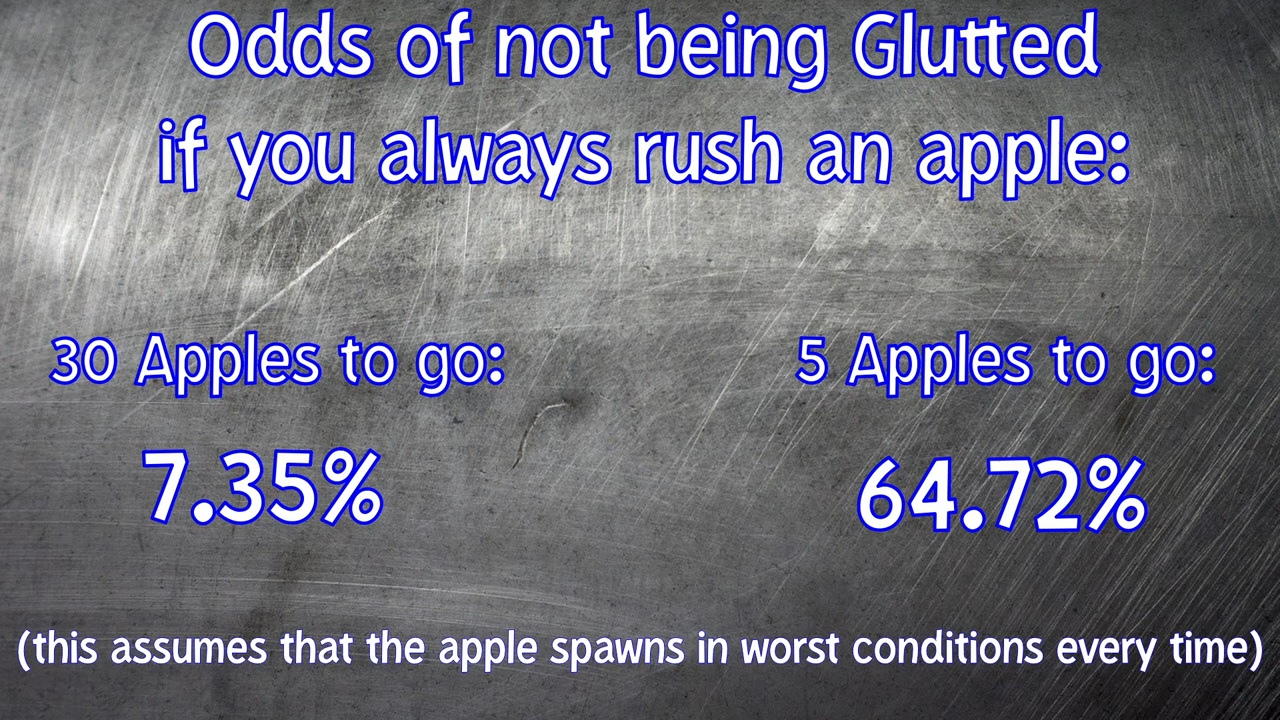 Odds of not being Glutted
if you always rush an apple:
30 Apples to go:
7.35%
5 Apples to go:
64.72%
(this assumes that the apple spawns in worst conditions every time)